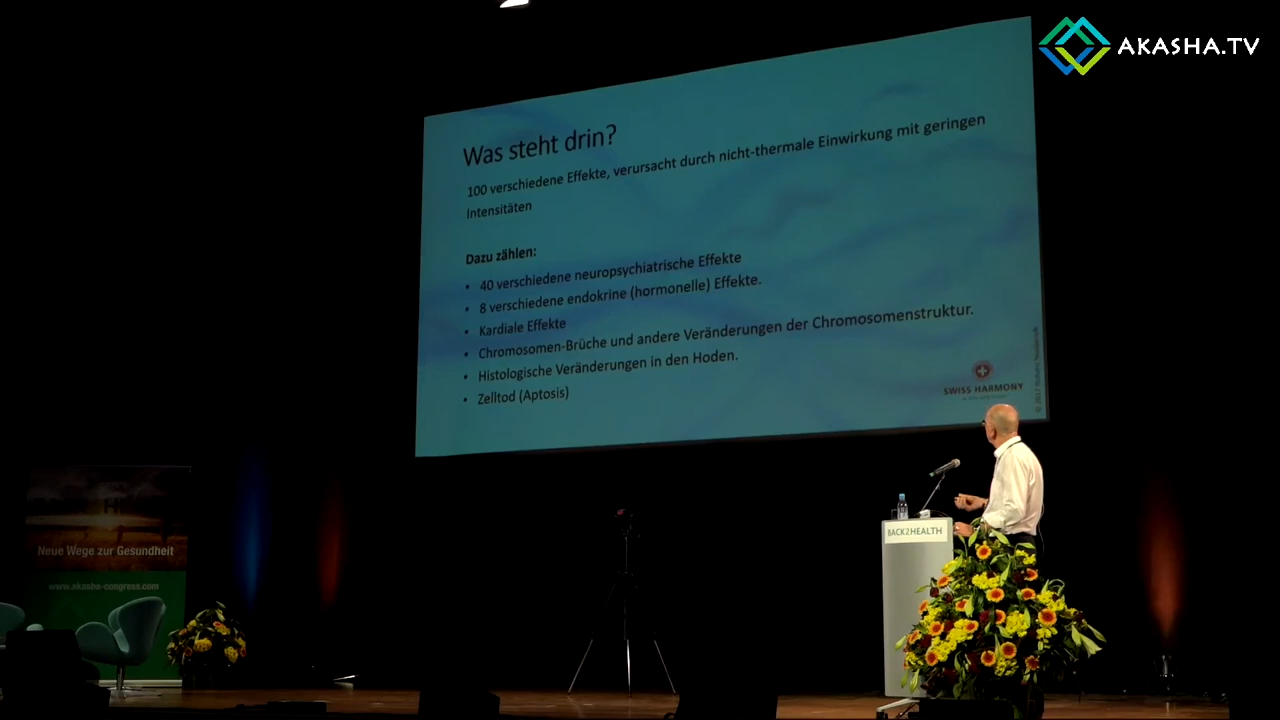 AKASHA.TV
Was steht drin?
100 verschiedene Effekte, verursacht durch nicht-thermale Einwirkung mit geringen
Intensitäten
Dazu zählen:
• 40 verschiedene neuropsychiatrische Effekte
• 8 verschiedene endokrine (hormonelle) Effekte.
• Kardiale Effekte
• Chromosomen-Brüche und andere Veränderungen der Chromosomenstruktur.
• Histologische Veränderungen in den Hoden.
• Zelltod (Aptosis)
SWISS HARMONY
BACK2HEALTH
Neue Wege zur Gesundheit
www.akasha-congress.com